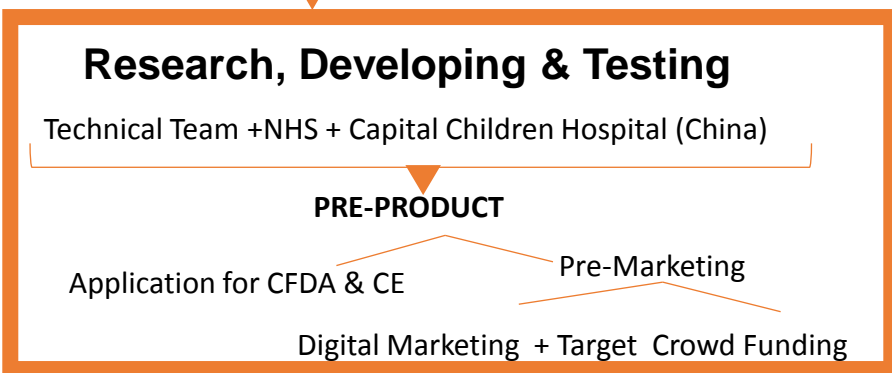 Research, Developing & Testing
Technical Team +NHS + Capital Children Hospital (China)
PRE-PRODUCT
Application for CFDA & CE
Pre-Marketing
Digital Marketing + Target Crowd Funding